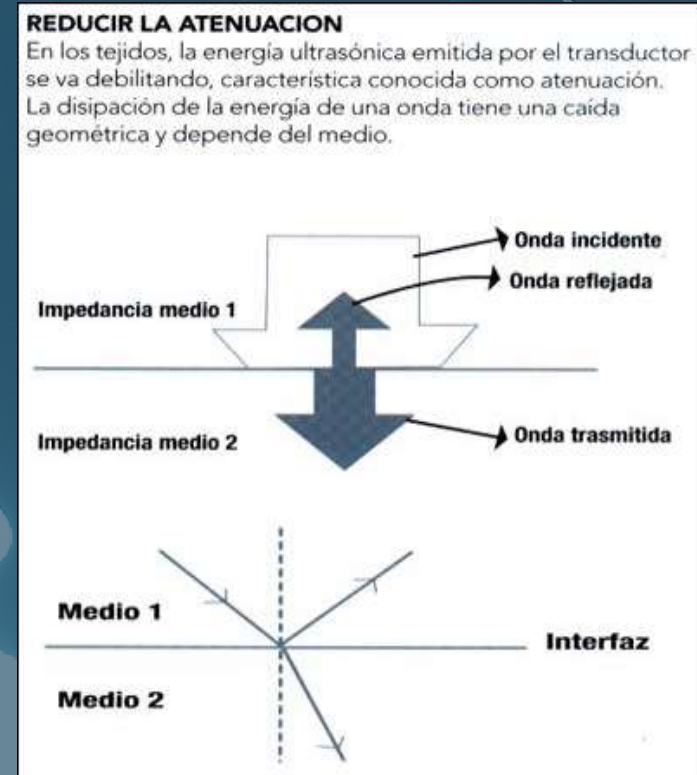 REDUCIR LA ATENUACION
En los tejidos, la energía ultrasónica emitida por el transductor
se va debilitando, característica conocida como atenuación.
La disipación de la energía de una onda tiene una caída
geométrica y depende del medio.
Onda incidente
Onda reflejada
Impedancia medio 1
Impedancia medio 2
Onda trasmitida
Medio 1
Interfaz
Medio 2